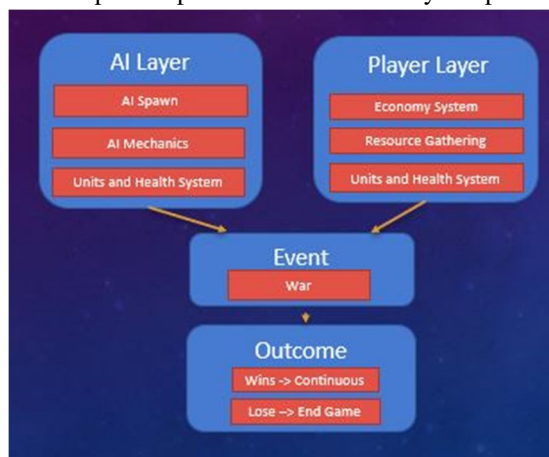 AI Layer
AI Spawn
AI Mechanics
Units and Health System
Player Layer
Economy System
Resource Gathering
Units and Health System
Event
War
Outcome
Wins -> Continuous
Lose –> End Game